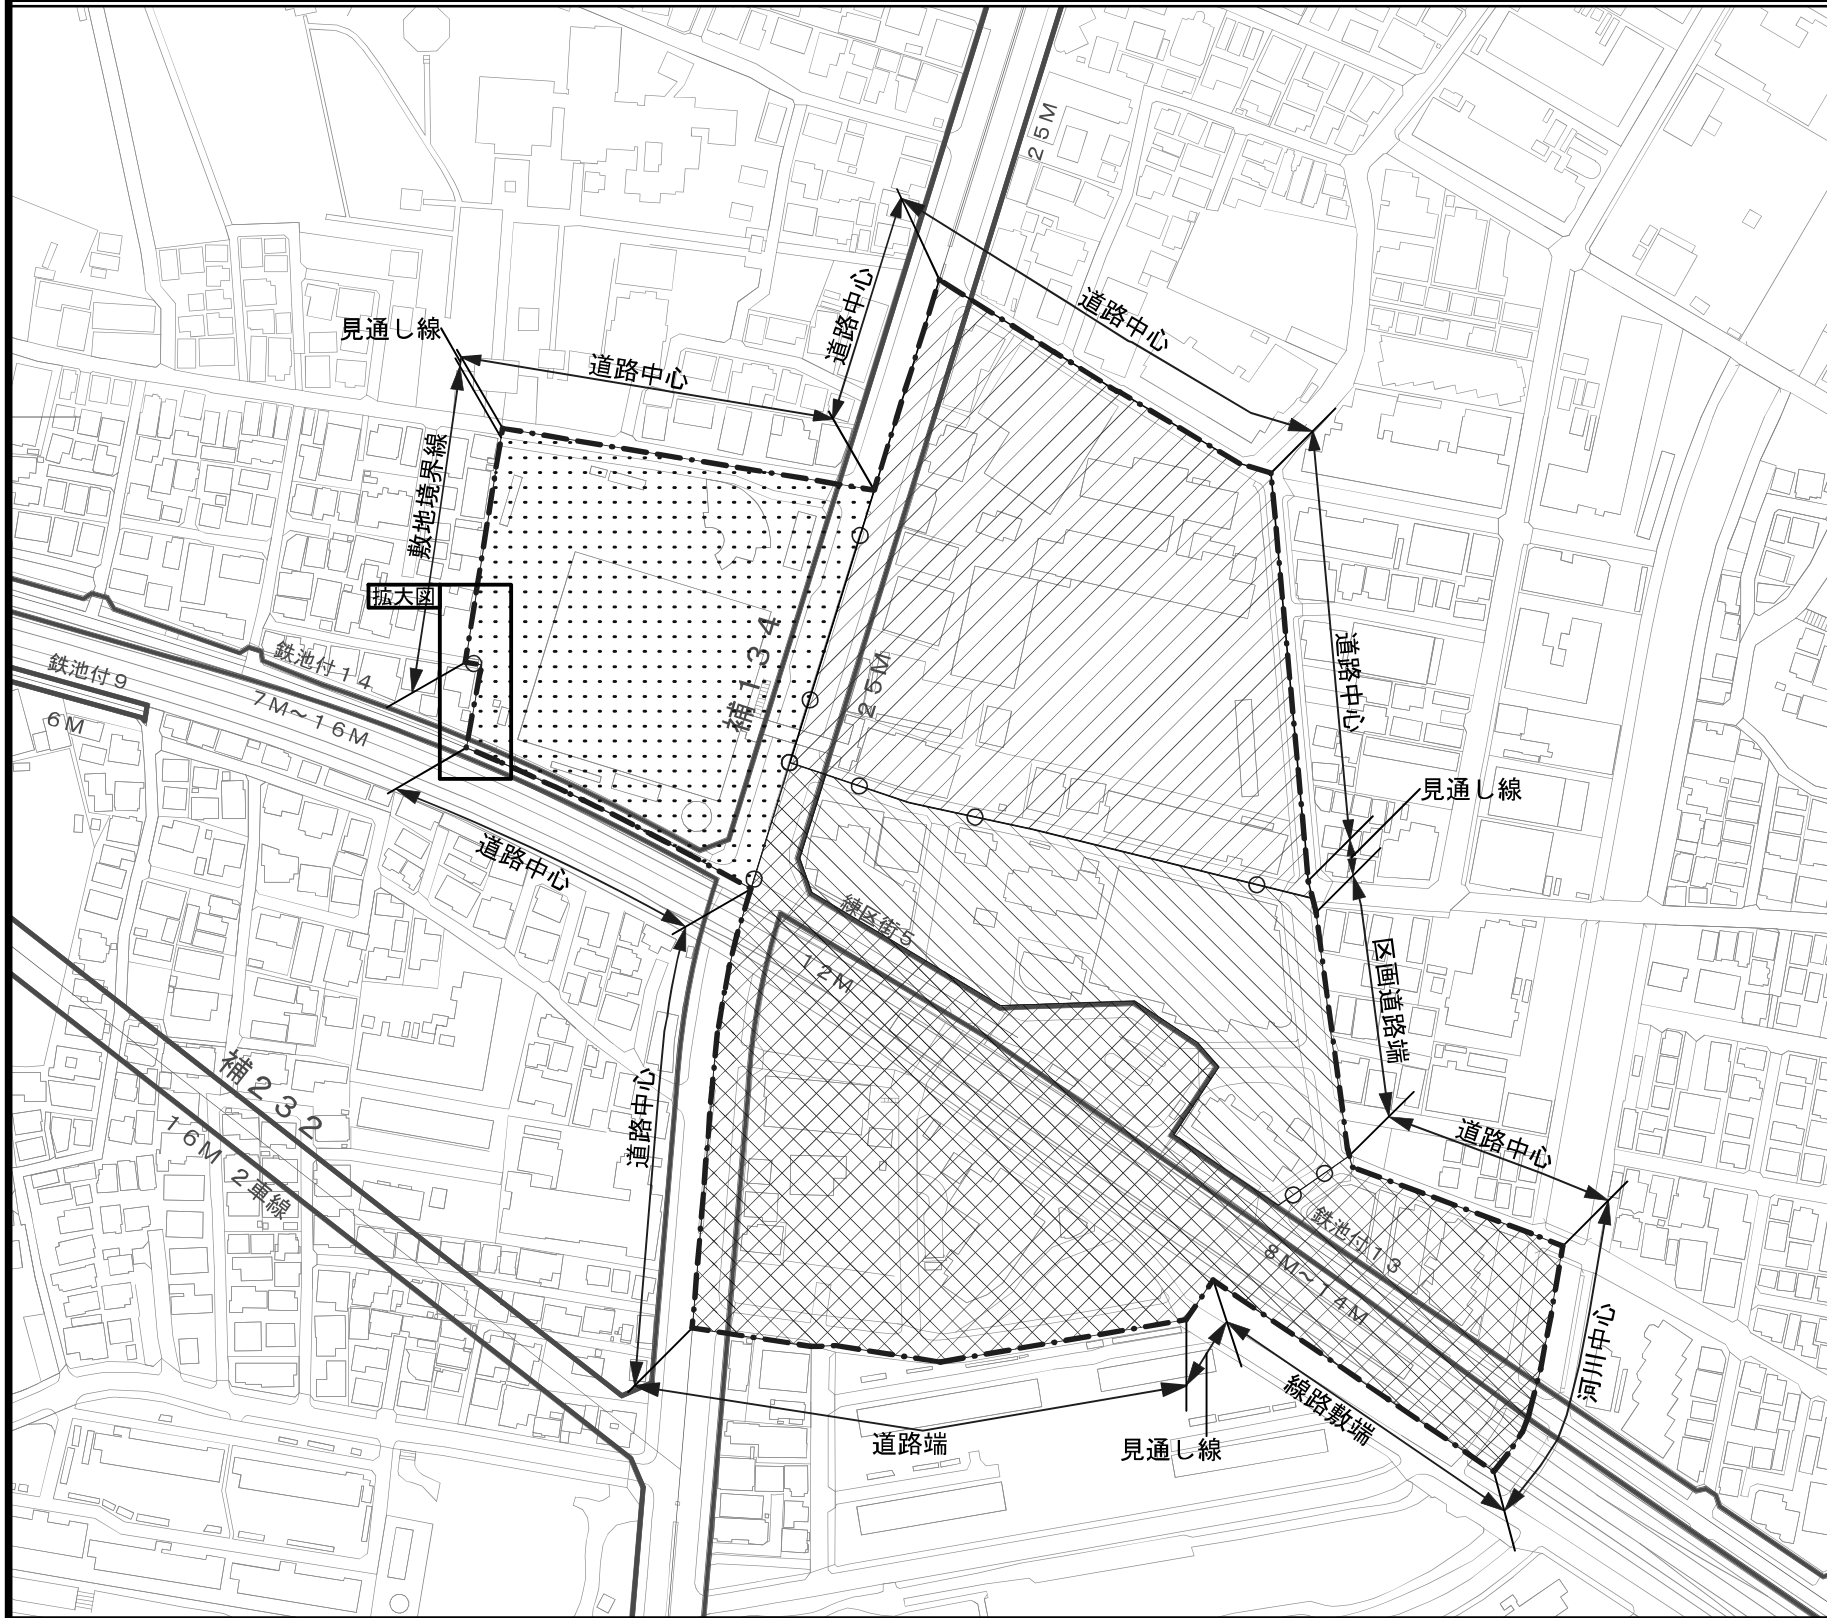 25M
道路中心
道路中心
見通し線
道路中心
敷地境界線
拡大図
補134
25M
道路中心
鉄池付14
鉄池付9
7M～16M
6M
見通し線
道路中心
練区街5
12M
区画道路端
補232
16M 2車線
道路中心
道路中心
鉄池付13
8M～14M
河川中心
線路敷端
道路端
見通し線